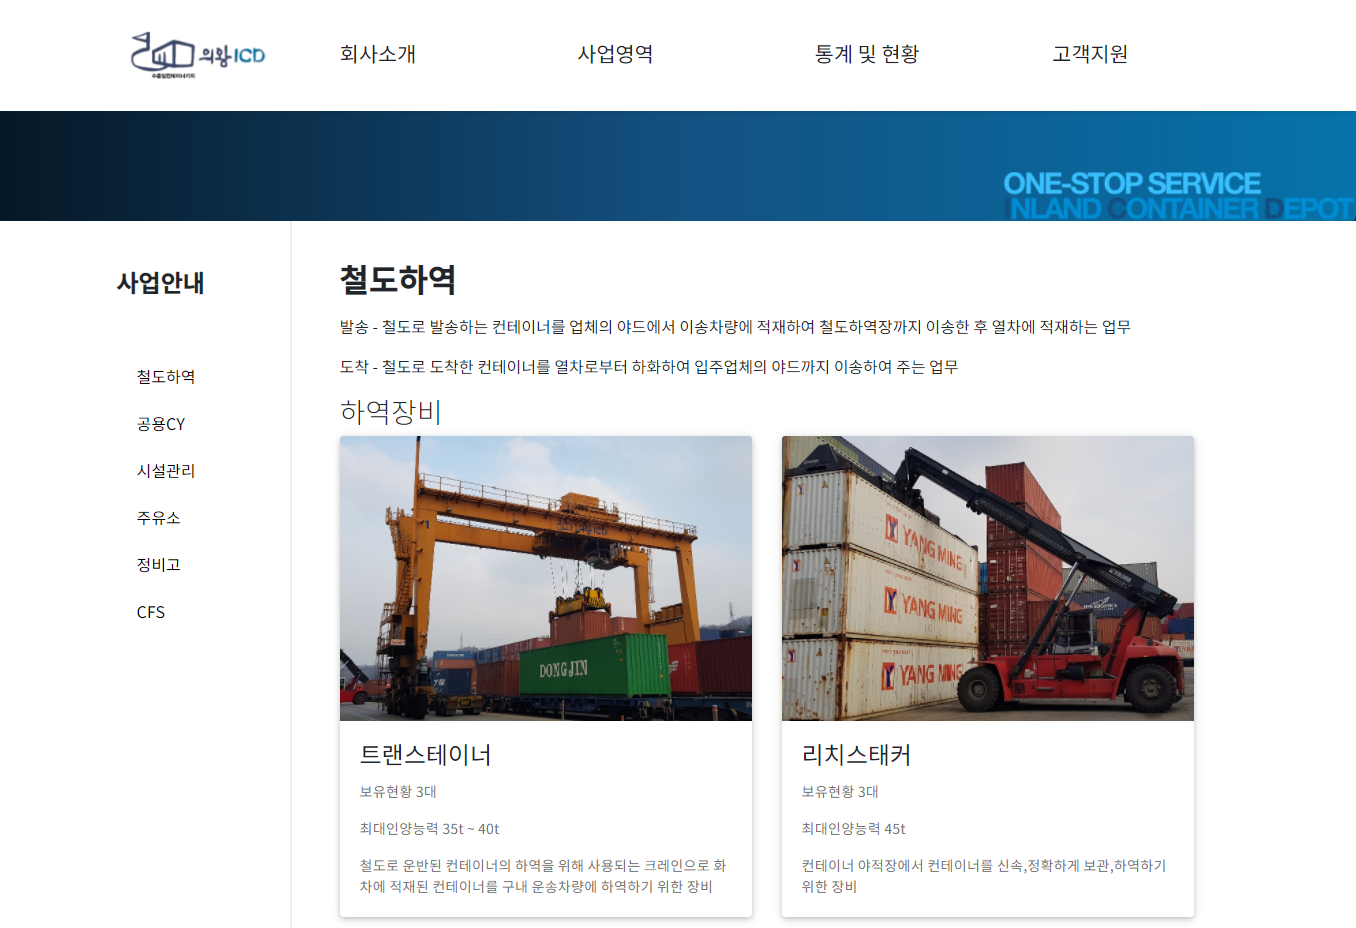 의왕ICD
수출입컨테이너기지
회사소개
사업영역
통계 및 현황
고객지원
ONE-STOP SERVICE
INLAND CONTAINER DEPOT
사업안내
철도하역
공용CY
시설관리
주유소
정비고
CFS
철도하역
발송 - 철도로 발송하는 컨테이너를 업체의 야드에서 이송차량에 적재하여 철도하역장까지 이송한 후 열차에 적재하는 업무
도착 - 철도로 도착한 컨테이너를 열차로부터 하화하여 입주업체의 야드까지 이송하여 주는 업무
하역장비
DONGJIN
YANG MING
YANG MING
YANG MING
트랜스테이너
보유현황 3대
최대인양능력 35t ~ 40t
철도로 운반된 컨테이너의 하역을 위해 사용되는 크레인으로 화
차에 적재된 컨테이너를 구내 운송차량에 하역하기 위한 장비
리치스태커
보유현황 3대
최대인양능력 45t
컨테이너 야적장에서 컨테이너를 신속,정확하게 보관,하역하기
위한 장비